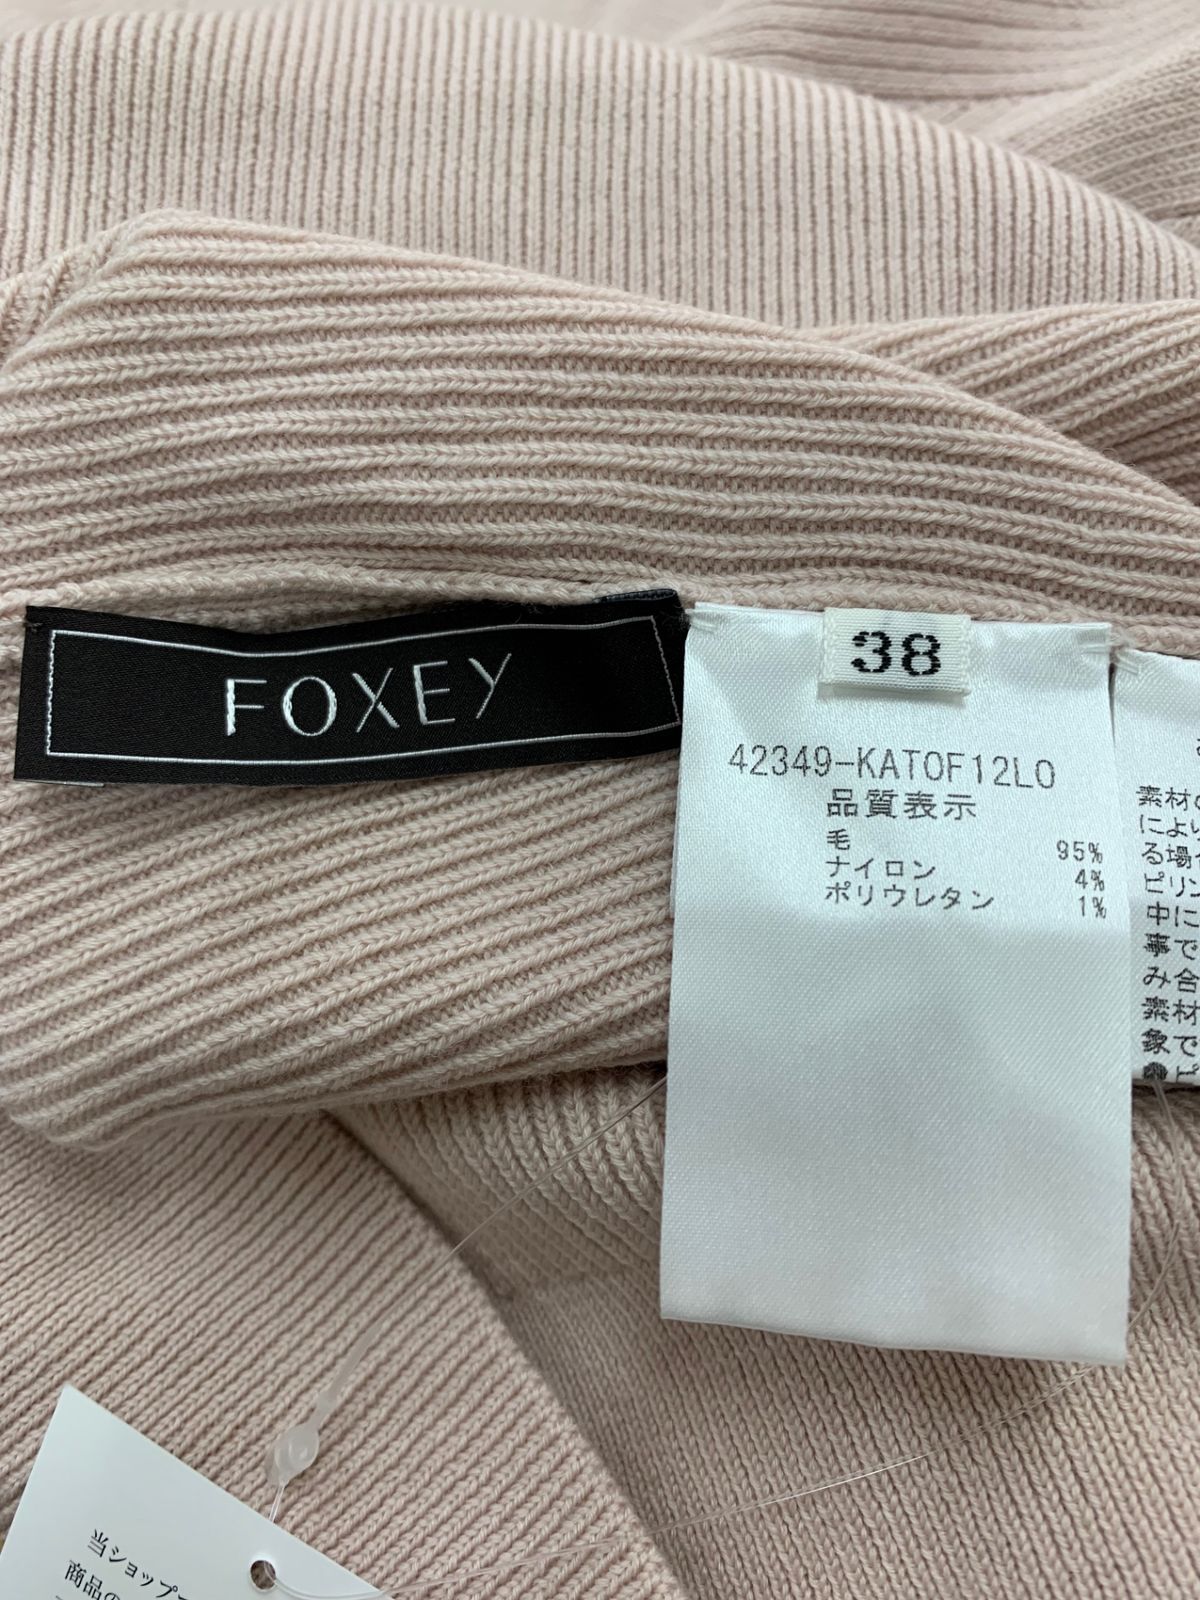 FOXEY
38
42349-KATOF12LO
品質表示
毛 95%
ナイロン 4%
ポリウレタン 1%
素材の
により
る場合
ピリン
中に
事で
み合
素材
象で
●ピ
当ショップ
商品の